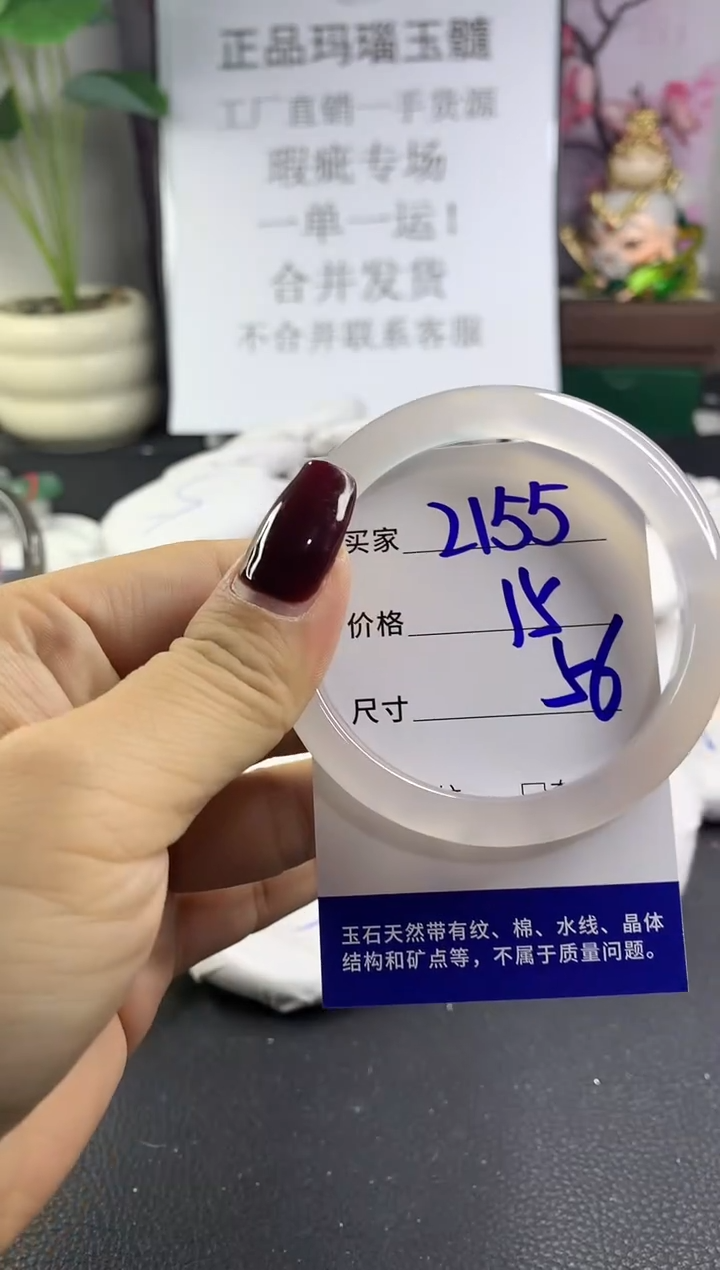 正品玛瑙玉髓
工厂直销一手货源
瑕疵专场
一单一运!
合并发货
不合并联系客服
买家 2155
价格 15
尺寸 56
玉石天然带有纹、棉、水线、晶体
结构和矿点等，不属于质量问题。